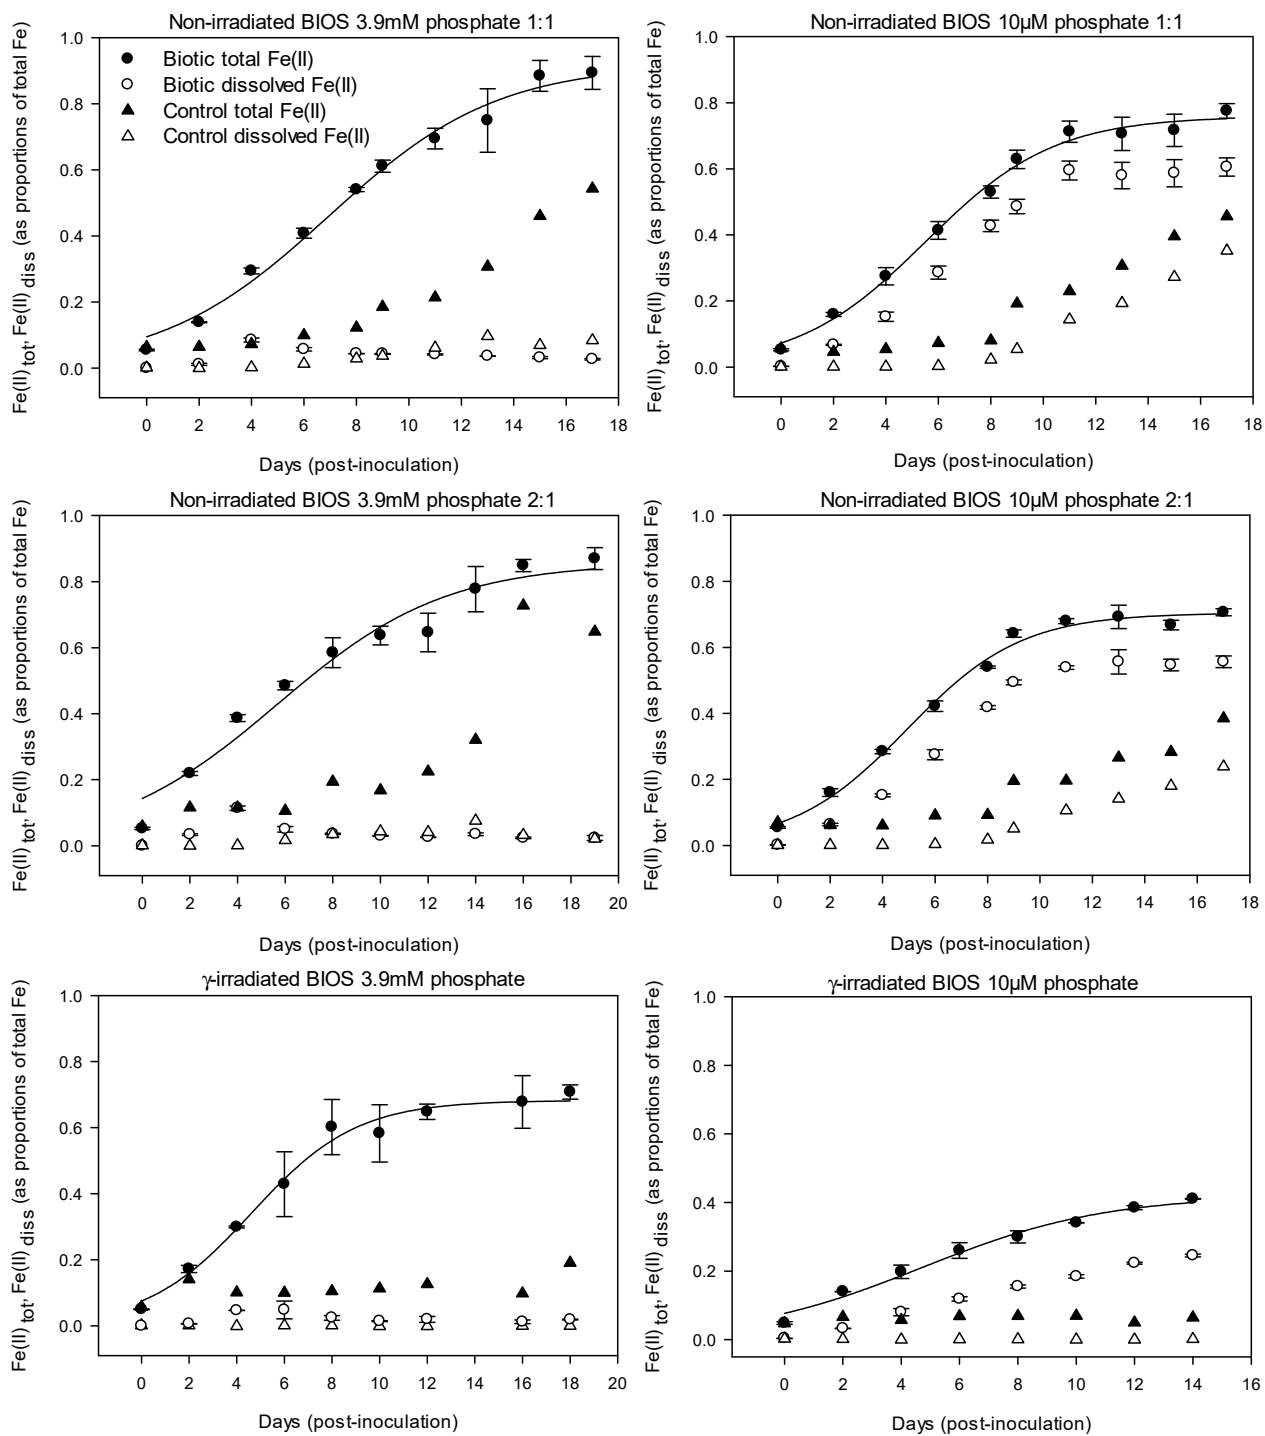 Non-irradiated BIOS 3.9mM phosphate 1:1
Fe(II)tot, Fe(II)diss (as proportions of total Fe)
1.0
0.8
0.6
0.4
0.2
0.0
Biotic total Fe(II)
Biotic dissolved Fe(II)
Control total Fe(II)
Control dissolved Fe(II)
0 2 4 6 8 10 12 14 16 18
Days (post-inoculation)
Non-irradiated BIOS 10µM phosphate 1:1
Fe(II)tot, Fe(II)diss (as proportions of total Fe)
1.0
0.8
0.6
0.4
0.2
0.0
0 2 4 6 8 10 12 14 16 18
Days (post-inoculation)
Non-irradiated BIOS 3.9mM phosphate 2:1
Fe(II)tot, Fe(II)diss (as proportions of total Fe)
1.0
0.8
0.6
0.4
0.2
0.0
0 2 4 6 8 10 12 14 16 18 20
Days (post-inoculation)
Non-irradiated BIOS 10µM phosphate 2:1
Fe(II)tot, Fe(II)diss (as proportions of total Fe)
1.0
0.8
0.6
0.4
0.2
0.0
0 2 4 6 8 10 12 14 16 18
Days (post-inoculation)
γ-irradiated BIOS 3.9mM phosphate
Fe(II)tot, Fe(II)diss (as proportions of total Fe)
1.0
0.8
0.6
0.4
0.2
0.0
0 2 4 6 8 10 12 14 16 18 20
Days (post-inoculation)
γ-irradiated BIOS 10µM phosphate
Fe(II)tot, Fe(II)diss (as proportions of total Fe)
1.0
0.8
0.6
0.4
0.2
0.0
0 2 4 6 8 10 12 14 16
Days (post-inoculation)